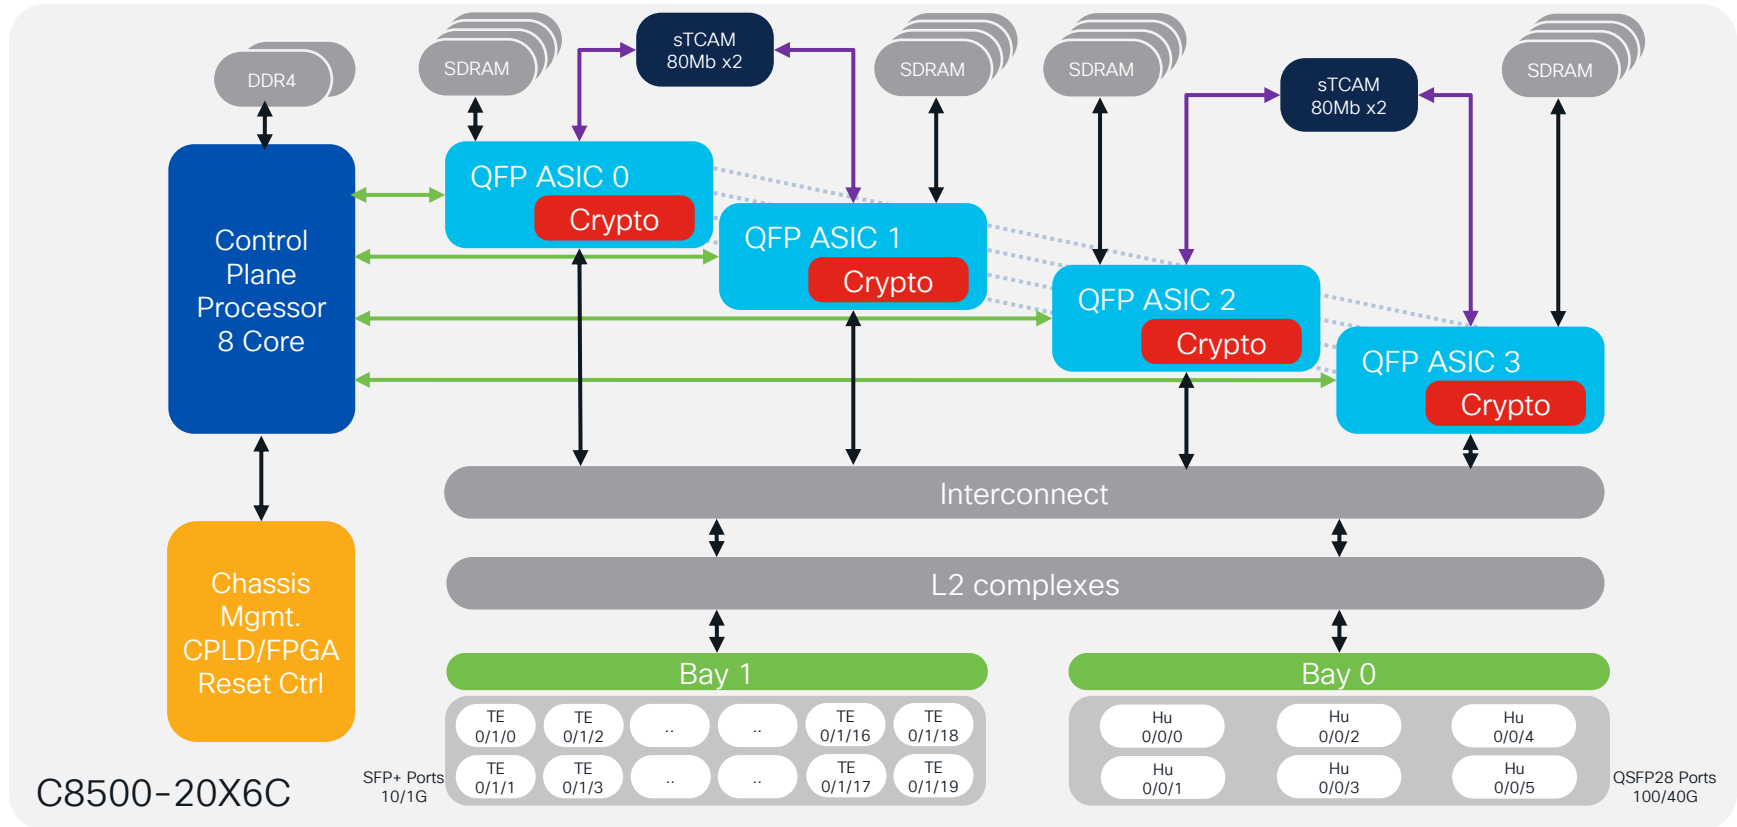 DDR4
SDRAM
sTCAM
80Mb x2
SDRAM
SDRAM
sTCAM
80Mb x2
SDRAM
Control
Plane
Processor
8 Core
QFP ASIC 0
Crypto
QFP ASIC 1
Crypto
QFP ASIC 2
Crypto
QFP ASIC 3
Crypto
Interconnect
L2 complexes
Chassis
Mgmt.
CPLD/FPGA
Reset Ctrl
Bay 1
TE
0/1/0
TE
0/1/2
..
..
TE
0/1/16
TE
0/1/18
TE
0/1/1
TE
0/1/3
..
..
TE
0/1/17
TE
0/1/19
SFP+ Ports
10/1G
Bay 0
Hu
0/0/0
Hu
0/0/2
Hu
0/0/4
Hu
0/0/1
Hu
0/0/3
Hu
0/0/5
QSFP28 Ports
100/40G
C8500-20X6C